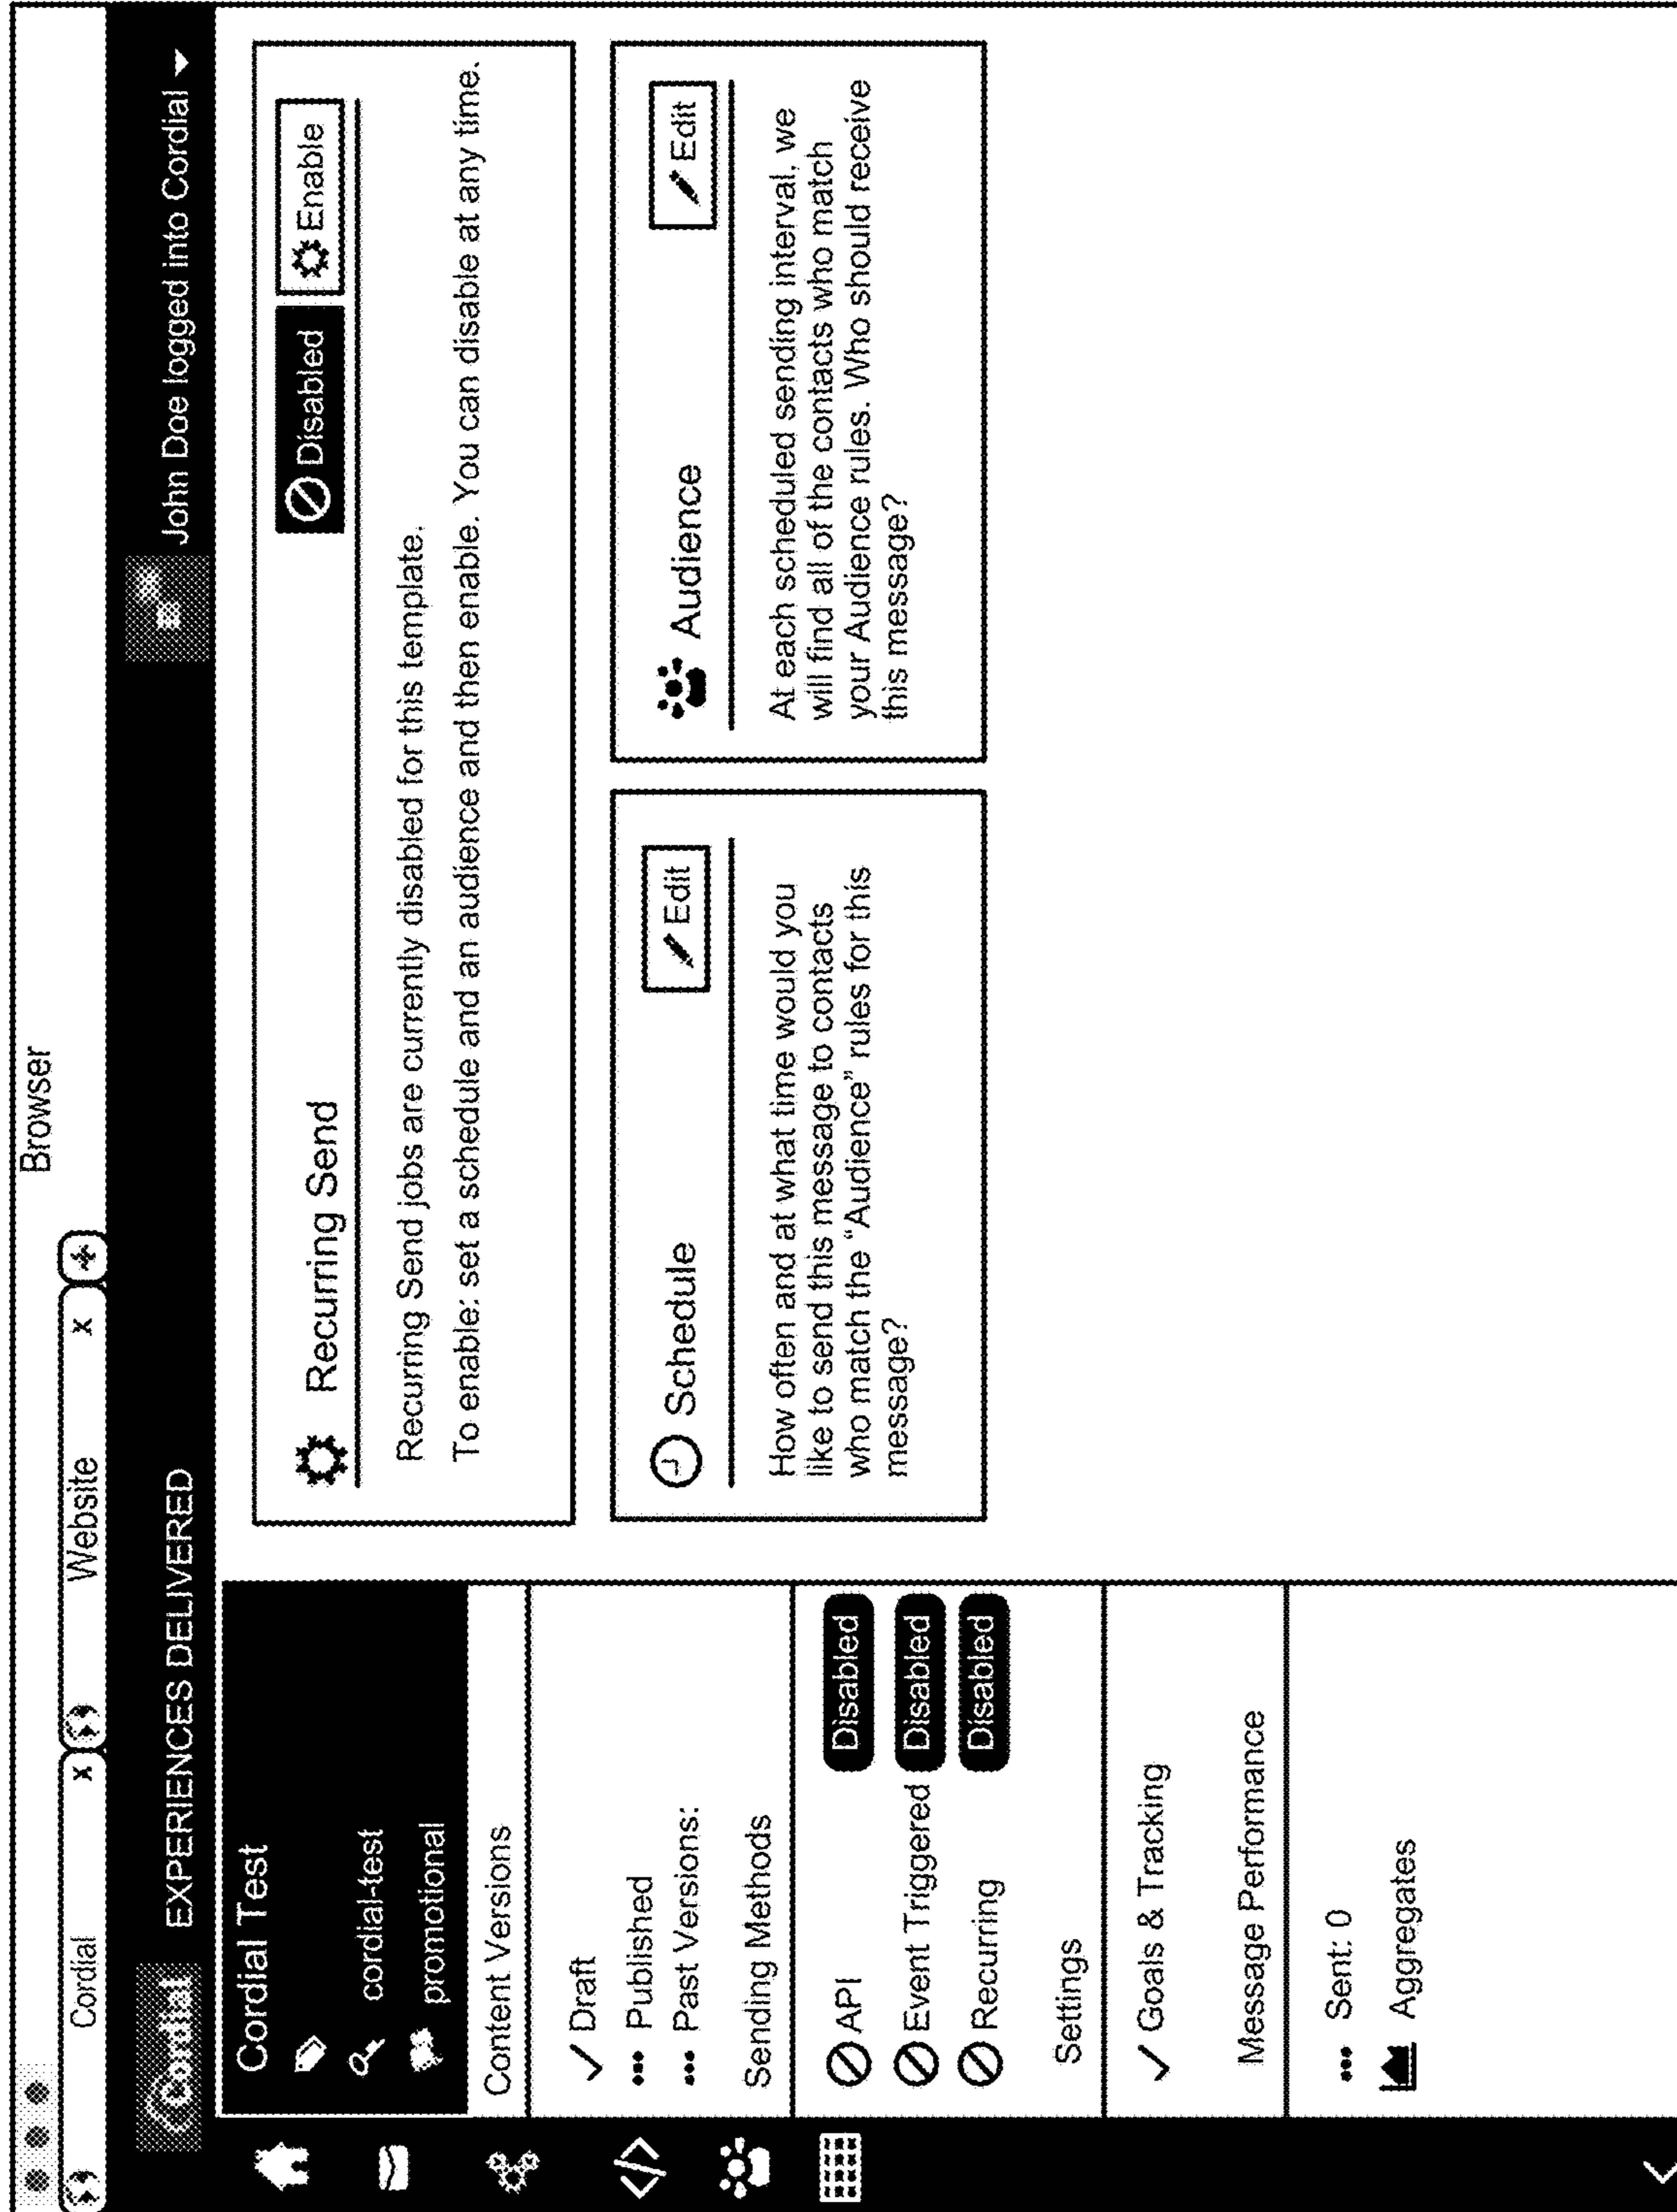 Browser
Cordial x
Website x
+
Cordial
EXPERIENCES DELIVERED
John Doe logged into Cordial
Cordial Test
cordial-test
promotional
Content Versions
Draft
Published
Past Versions:
Sending Methods
API Disabled
Event Triggered Disabled
Recurring Disabled
Settings
Goals & Tracking
Message Performance
Sent: 0
Aggregates
Recurring Send
Disabled
Enable
Recurring Send jobs are currently disabled for this template.
To enable: set a schedule and an audience and then enable. You can disable at any time.
Schedule
Edit
How often and at what time would you
like to send this message to contacts
who match the “Audience” rules for this
message?
Audience
Edit
At each scheduled sending interval, we
will find all of the contacts who match
your Audience rules. Who should receive
this message?